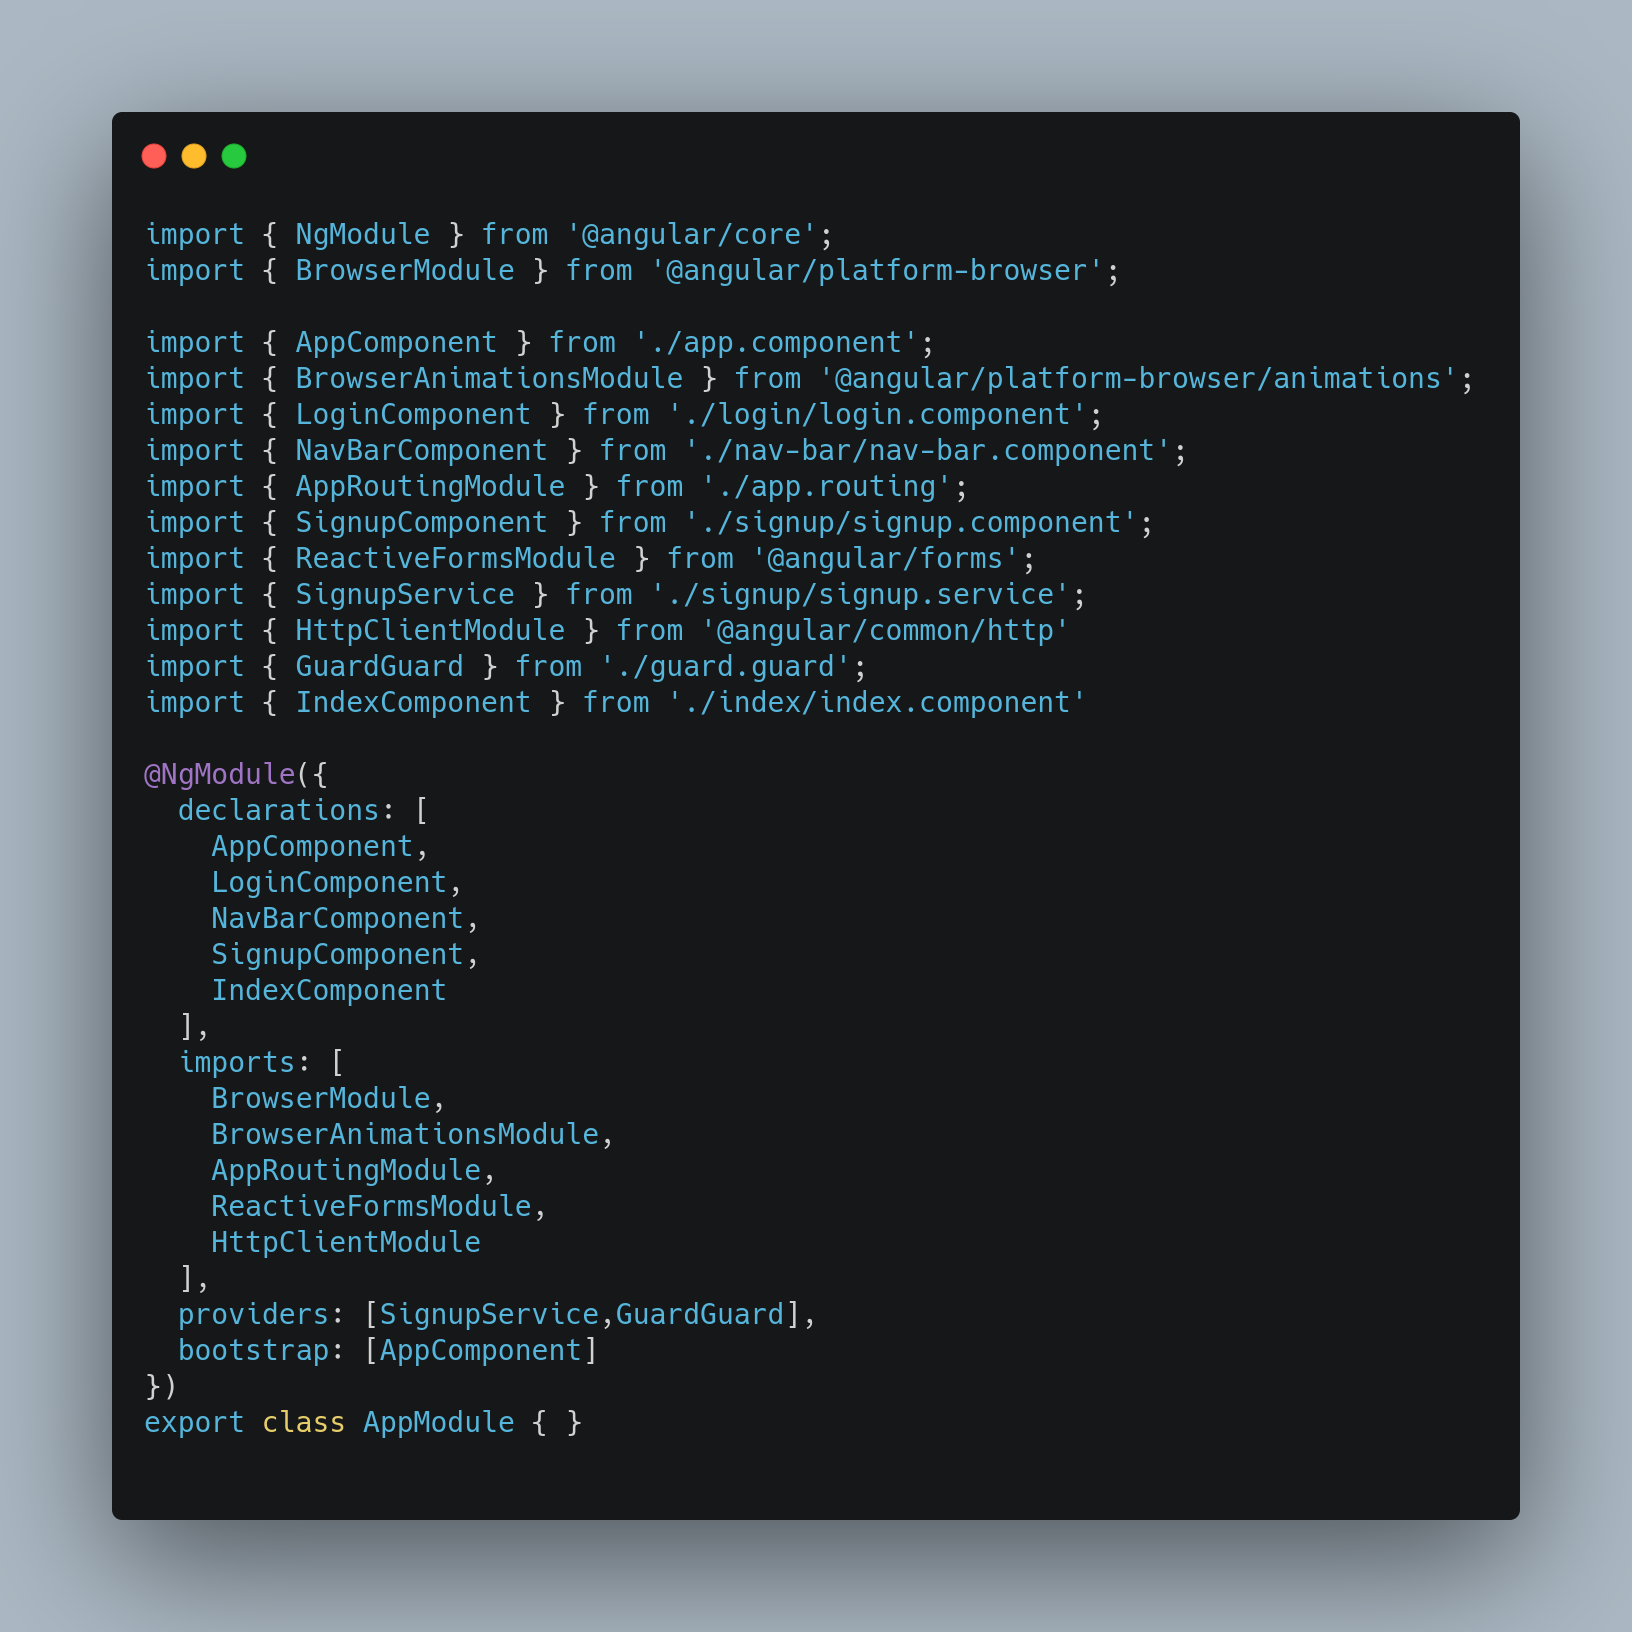 import { NgModule } from '@angular/core';
import { BrowserModule } from '@angular/platform-browser';

import { AppComponent } from './app.component';
import { BrowserAnimationsModule } from '@angular/platform-browser/animations';
import { LoginComponent } from './login/login.component';
import { NavBarComponent } from './nav-bar/nav-bar.component';
import { AppRoutingModule } from './app.routing';
import { SignupComponent } from './signup/signup.component';
import { ReactiveFormsModule } from '@angular/forms';
import { SignupService } from './signup/signup.service';
import { HttpClientModule } from '@angular/common/http'
import { GuardGuard } from './guard.guard';
import { IndexComponent } from './index/index.component'

@NgModule({
  declarations: [
    AppComponent,
    LoginComponent,
    NavBarComponent,
    SignupComponent,
    IndexComponent
  ],
  imports: [
    BrowserModule,
    BrowserAnimationsModule,
    AppRoutingModule,
    ReactiveFormsModule,
    HttpClientModule
  ],
  providers: [SignupService,GuardGuard],
  bootstrap: [AppComponent]
})
export class AppModule { }